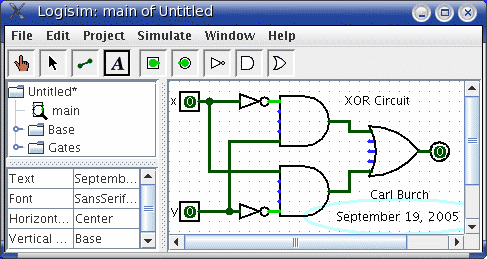 Logisim: main of Untitled
File Edit Project Simulate Window Help
A
Untitled*
main
Base
Gates
Text Septemb...
Font SansSerif...
Horizont... Center
Vertical ... Base
XOR Circuit
x 0
0
y 0
Carl Burch
September 19, 2005